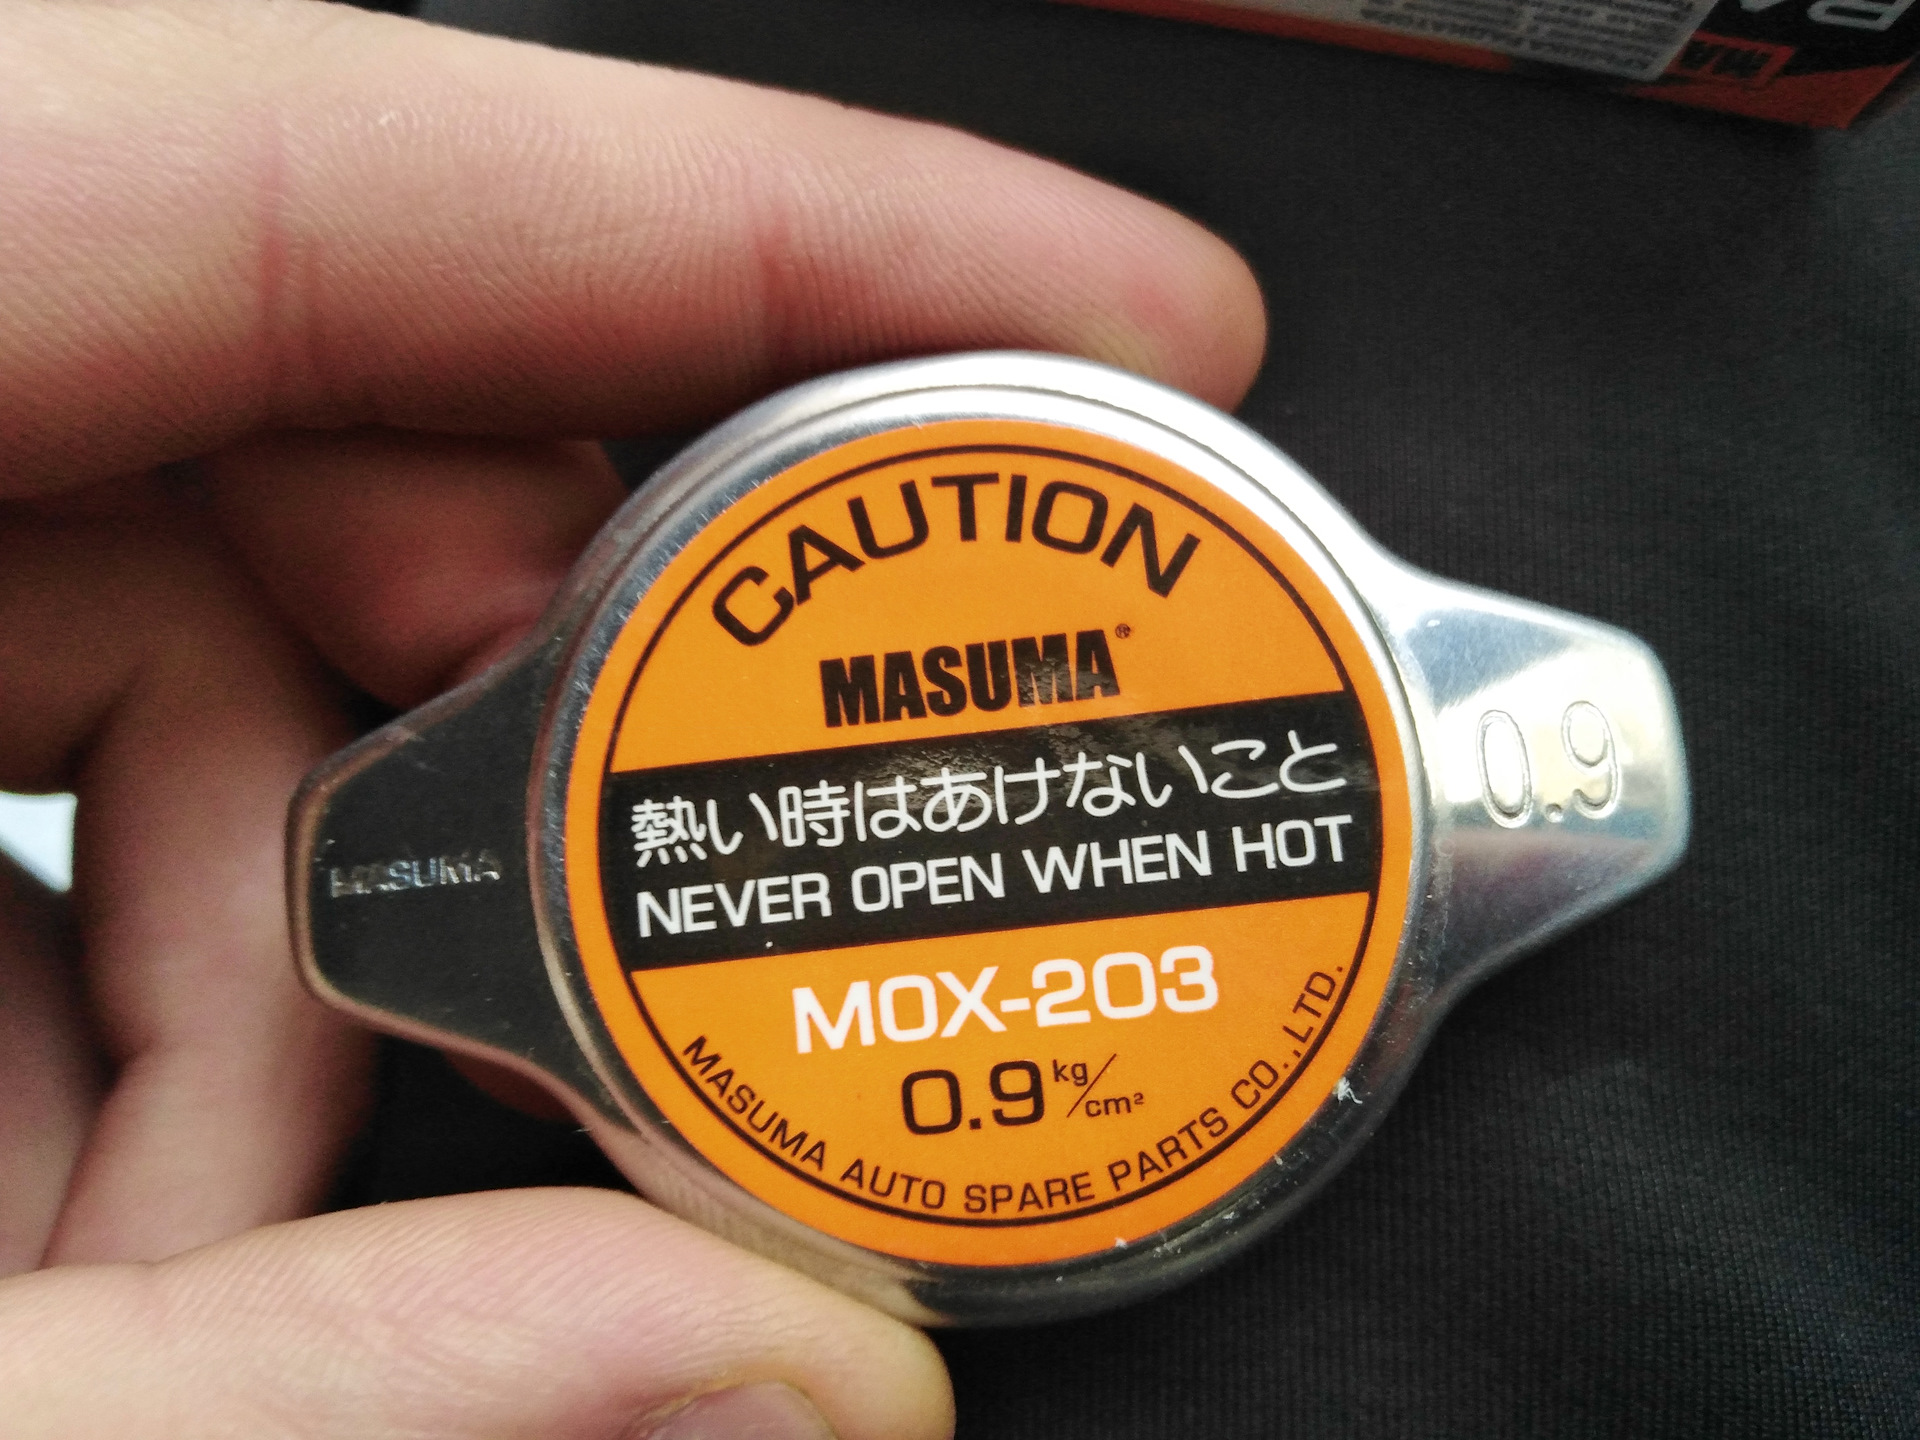 CAUTION
MASUMA®
熱い時はあけないこと
NEVER OPEN WHEN HOT
MOX-203
0.9 kg/cm²
MASUMA AUTO SPARE PARTS CO.,LTD.
MASUMA
0.9